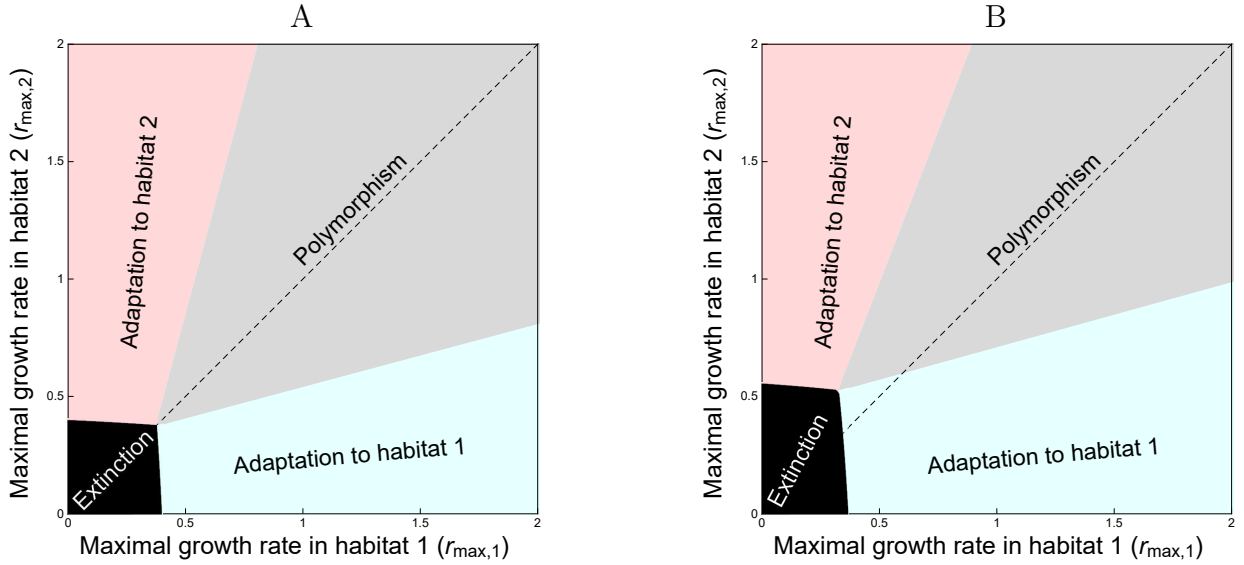 A
Maximal growth rate in habitat 2 (rmax,2)
2
1.5
1
0.5
0
Adaptation to habitat 2
Polymorphism
Extinction
Adaptation to habitat 1
0
0.5
1
1.5
2
Maximal growth rate in habitat 1 (rmax,1)
B
Maximal growth rate in habitat 2 (rmax,2)
2
1.5
1
0.5
0
Adaptation to habitat 2
Polymorphism
Extinction
Adaptation to habitat 1
0
0.5
1
1.5
2
Maximal growth rate in habitat 1 (rmax,1)